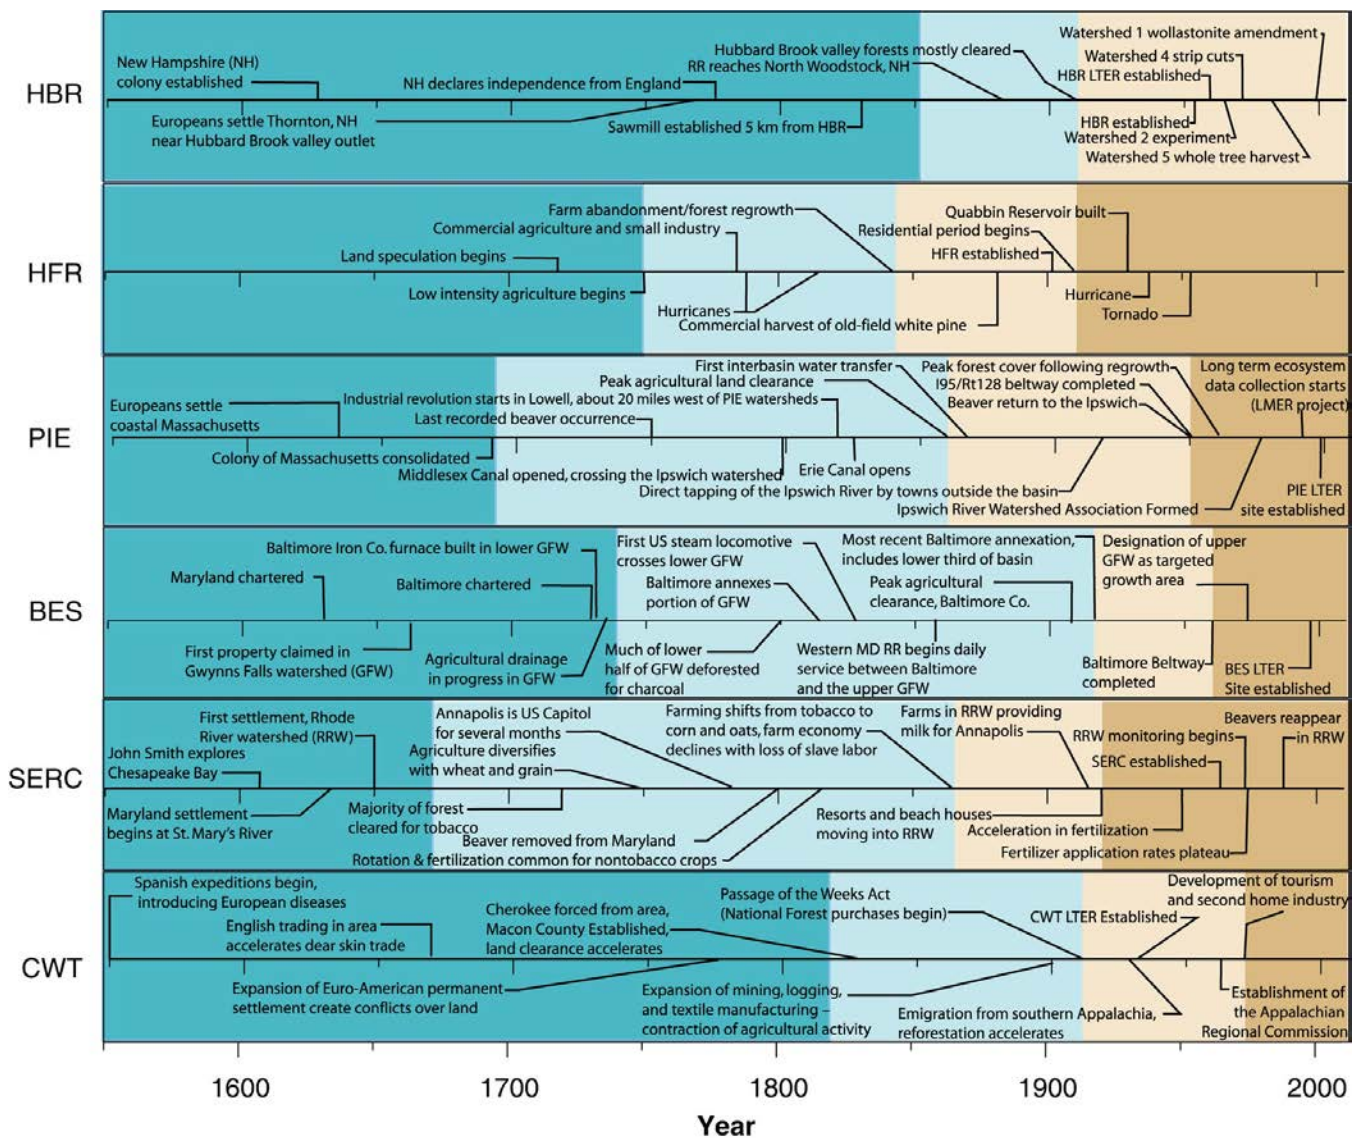 HBR
New Hampshire (NH)
colony established
NH declares independence from England
Hubbard Brook valley forests mostly cleared
RR reaches North Woodstock, NH
Watershed 1 wollastonite amendment
Watershed 4 strip cuts
HBR LTER established
Europeans settle Thornton, NH
near Hubbard Brook valley outlet
Sawmill established 5 km from HBR
HBR established
Watershed 2 experiment
Watershed 5 whole tree harvest
HFR
Farm abandonment/forest regrowth
Commercial agriculture and small industry
Land speculation begins
Quabbin Reservoir built
Residential period begins
HFR established
Low intensity agriculture begins
Hurricanes
Commercial harvest of old-field white pine
Hurricane
Tornado
PIE
First interbasin water transfer
Peak agricultural land clearance
Industrial revolution starts in Lowell, about 20 miles west of PIE watersheds
Last recorded beaver occurrence
Europeans settle
coastal Massachusetts
Peak forest cover following regrowth
I95/Rt128 beltway completed
Beaver return to the Ipswich
Long term ecosystem
data collection starts
(LMER project)
Colony of Massachusetts consolidated
Middlesex Canal opened, crossing the Ipswich watershed
Erie Canal opens
Direct tapping of the Ipswich River by towns outside the basin
Ipswich River Watershed Association Formed
PIE LTER
site established
BES
Baltimore Iron Co. furnace built in lower GFW
Maryland chartered
Baltimore chartered
First US steam locomotive
crosses lower GFW
Baltimore annexes
portion of GFW
Most recent Baltimore annexation,
includes lower third of basin
Peak agricultural
clearance, Baltimore Co.
Designation of upper
GFW as targeted
growth area
First property claimed in
Gwynns Falls watershed (GFW)
Agricultural drainage
in progress in GFW
Much of lower
half of GFW deforested
for charcoal
Western MD RR begins daily
service between Baltimore
and the upper GFW
Baltimore Beltway
completed
BES LTER
Site established
SERC
First settlement, Rhode
River watershed (RRW)
John Smith explores
Chesapeake Bay
Annapolis is US Capitol
for several months
Agriculture diversifies
with wheat and grain
Farming shifts from tobacco to
corn and oats, farm economy
declines with loss of slave labor
Farms in RRW providing
milk for Annapolis
Beavers reappear
in RRW
RRW monitoring begins
SERC established
Maryland settlement
begins at St. Mary's River
Majority of forest
cleared for tobacco
Beaver removed from Maryland
Rotation & fertilization common for nontobacco crops
Resorts and beach houses
moving into RRW
Acceleration in fertilization
Fertilizer application rates plateau
CWT
Spanish expeditions begin,
introducing European diseases
English trading in area
accelerates dear skin trade
Cherokee forced from area,
Macon County Established,
land clearance accelerates
Passage of the Weeks Act
(National Forest purchases begin)
CWT LTER Established
Development of tourism
and second home industry
Expansion of Euro-American permanent
settlement create conflicts over land
Expansion of mining, logging,
and textile manufacturing –
contraction of agricultural activity
Emigration from southern Appalachia,
reforestation accelerates
Establishment of
the Appalachian
Regional Commission
1600
1700
1800
1900
2000
Year